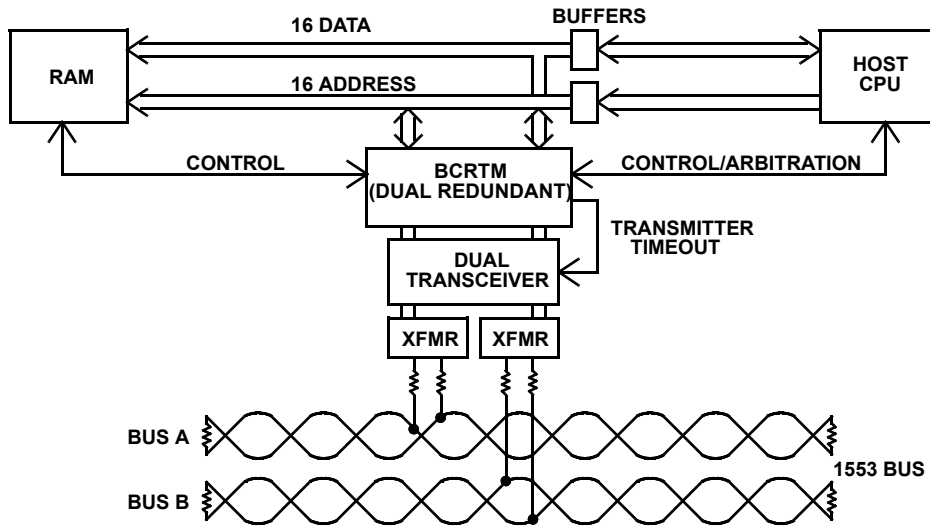 BUFFERS
16 DATA
RAM
HOST
CPU
16 ADDRESS
CONTROL
BCRTM
(DUAL REDUNDANT)
CONTROL/ARBITRATION
TRANSMITTER
TIMEOUT
DUAL
TRANSCEIVER
XFMR
XFMR
BUS A
1553 BUS
BUS B